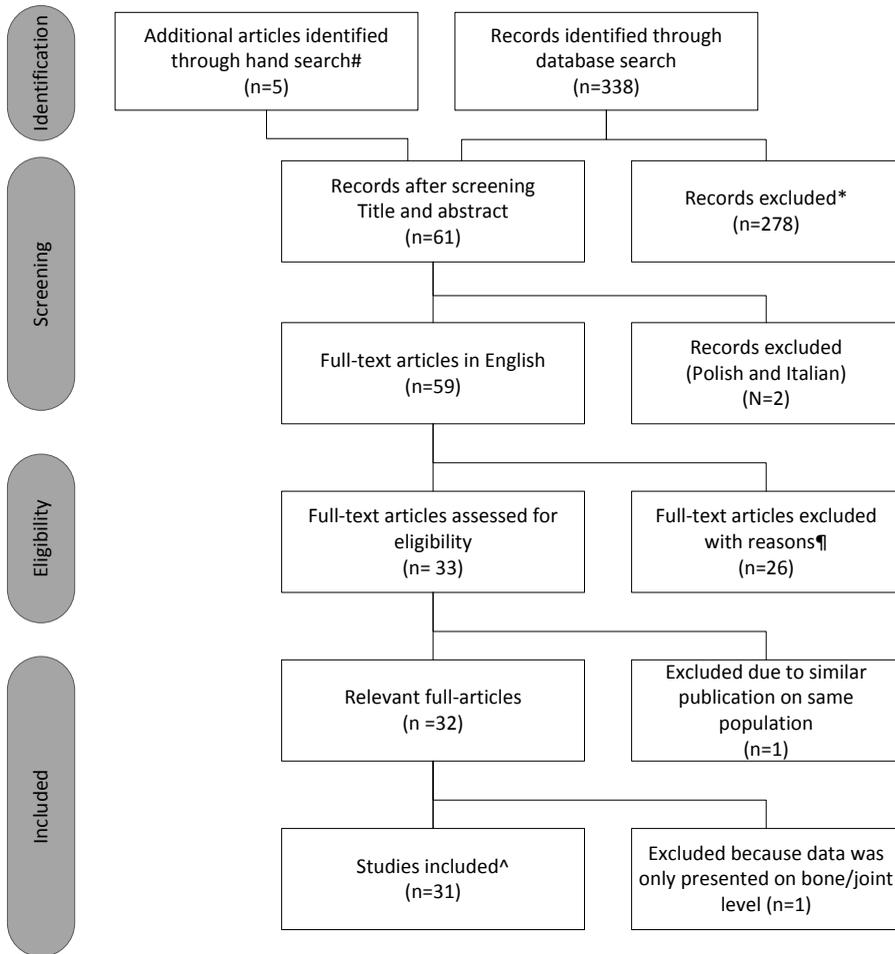 Identification
Additional articles identified
through hand search#
(n=5)
Records identified through
database search
(n=338)
Screening
Records after screening
Title and abstract
(n=61)
Records excluded*
(n=278)
Full-text articles in English
(n=59)
Records excluded
(Polish and Italian)
(N=2)
Eligibility
Full-text articles assessed for
eligibility
(n= 33)
Full-text articles excluded
with reasons¶
(n=26)
Included
Relevant full-articles
(n =32)
Excluded due to similar
publication on same
population
(n=1)
Studies included^
(n=31)
Excluded because data was
only presented on bone/joint
level (n=1)